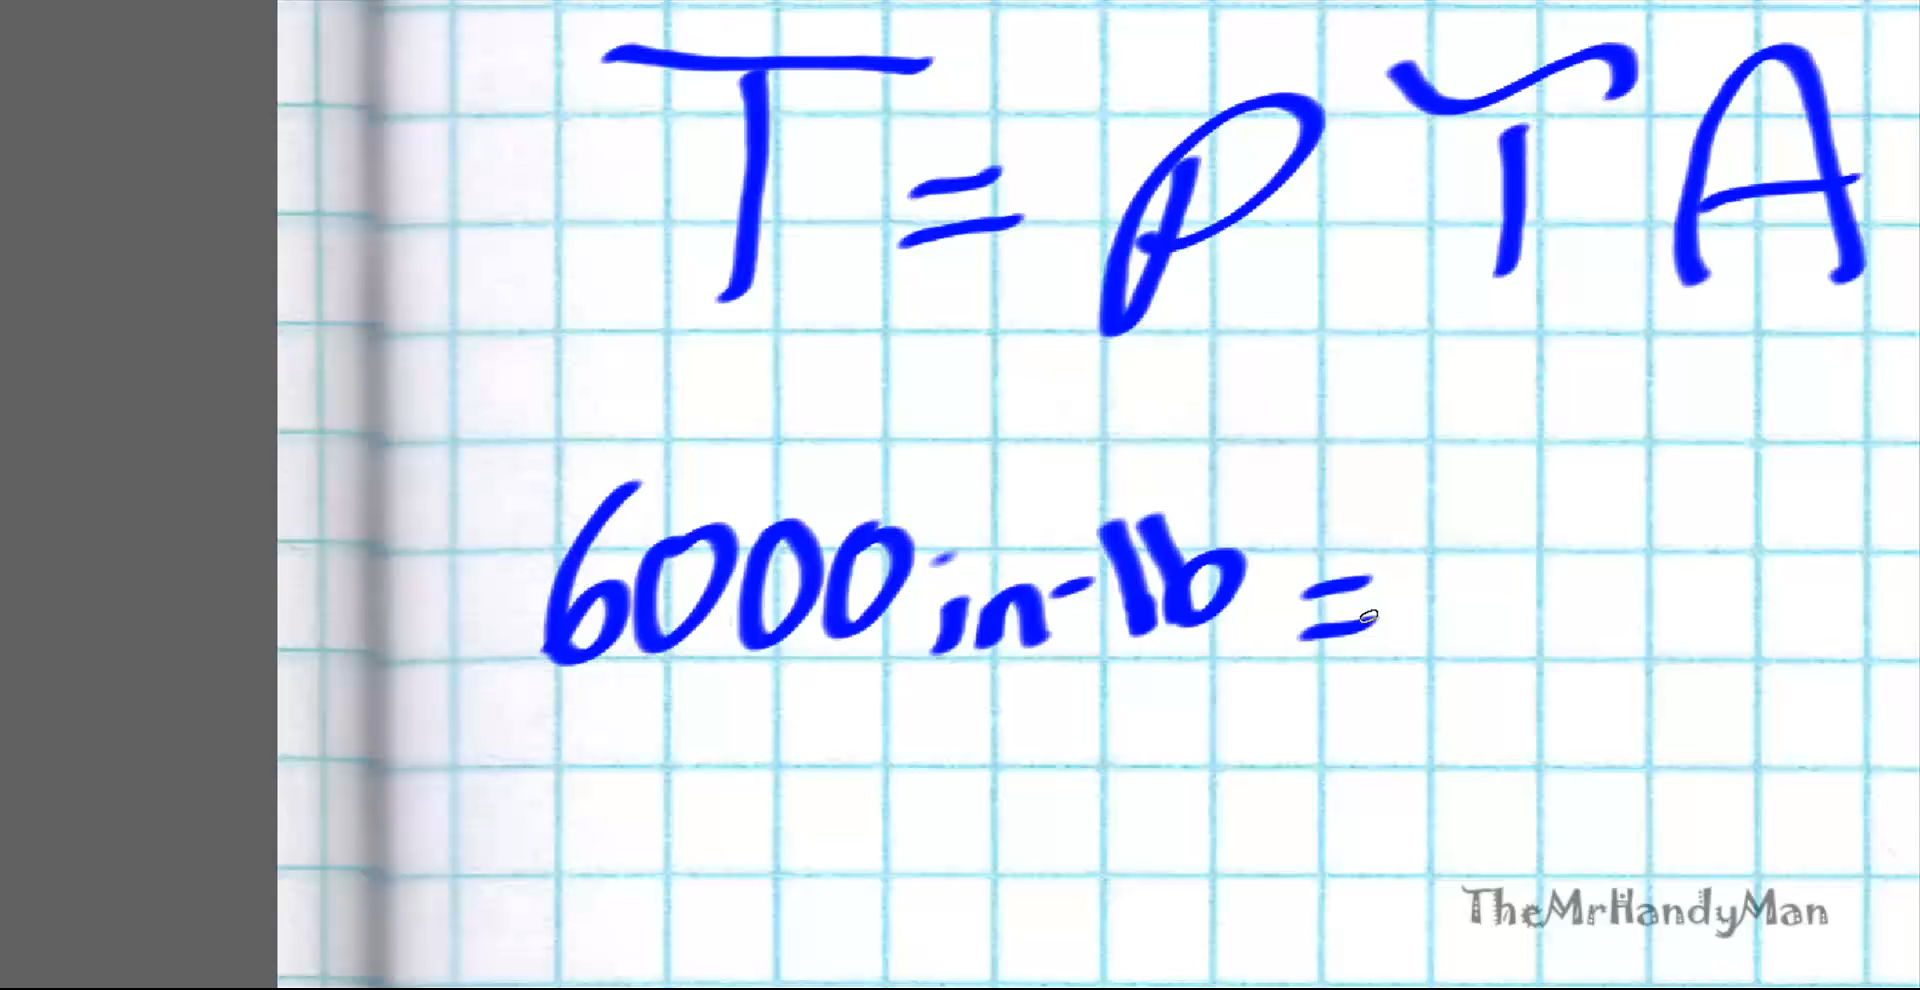 T = ρ τ A
6000 in-lb =
TheMrHandyMan